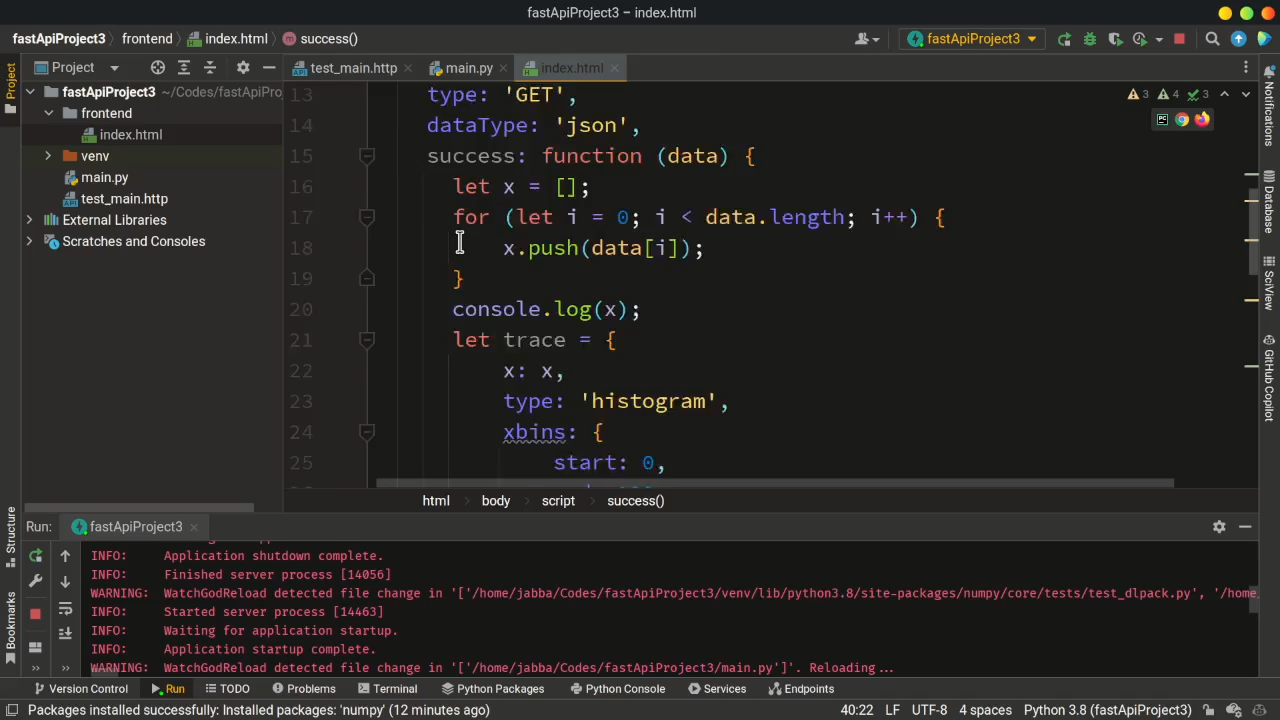 fastApiProject3 – index.html
fastApiProject3 frontend index.html success() fastApiProject3
Project
Project
fastApiProject3 ~/Codes/fastApiPro
frontend
index.html
venv
main.py
test_main.http
External Libraries
Scratches and Consoles
test_main.http main.py index.html
3 4 3
13 type: 'GET',
14 dataType: 'json',
15 success: function (data) {
16 let x = [];
17 for (let i = 0; i < data.length; i++) {
18 x.push(data[i]);
19 }
20 console.log(x);
21 let trace = {
22 x: x,
23 type: 'histogram',
24 xbins: {
25 start: 0,
html body script success()
Notifications
Database
SciView
GitHub Copilot
Structure
Bookmarks
Run: fastApiProject3
INFO: Application shutdown complete.
INFO: Finished server process [14056]
WARNING: WatchGodReload detected file change in '['/home/jabba/Codes/fastApiProject3/venv/lib/python3.8/site-packages/numpy/core/tests/test_dlpack.py', '/home
INFO: Started server process [14463]
INFO: Waiting for application startup.
INFO: Application startup complete.
WARNING: WatchGodReload detected file change in '['/home/jabba/Codes/fastApiProject3/main.py']'. Reloading...
Version Control Run TODO Problems Terminal Python Packages Python Console Services Endpoints
Packages installed successfully: Installed packages: 'numpy' (12 minutes ago) 40:22 LF UTF-8 4 spaces Python 3.8 (fastApiProject3)